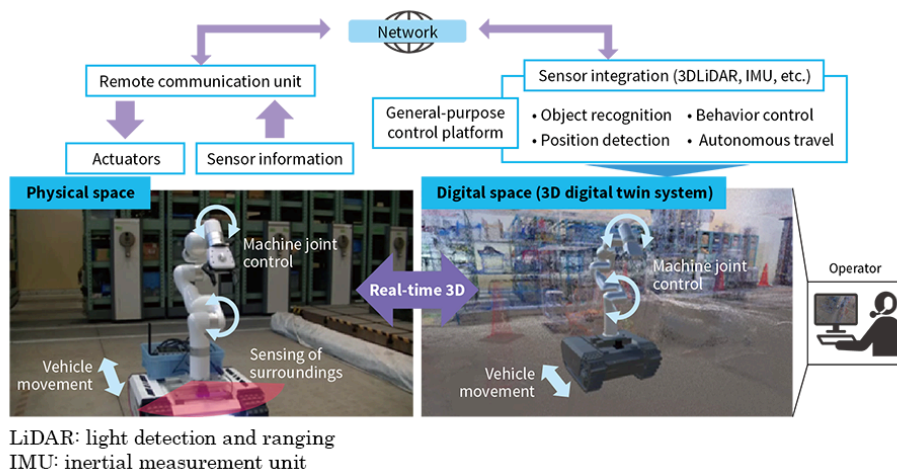 Network
Remote communication unit
Sensor integration (3DLiDAR, IMU, etc.)
General-purpose
control platform
• Object recognition
• Behavior control
• Position detection
• Autonomous travel
Actuators
Sensor information
Physical space
Digital space (3D digital twin system)
Machine joint
control
Machine joint
control
Real-time 3D
Operator
Sensing of
surroundings
Vehicle
movement
Vehicle
movement
LiDAR: light detection and ranging
IMU: inertial measurement unit